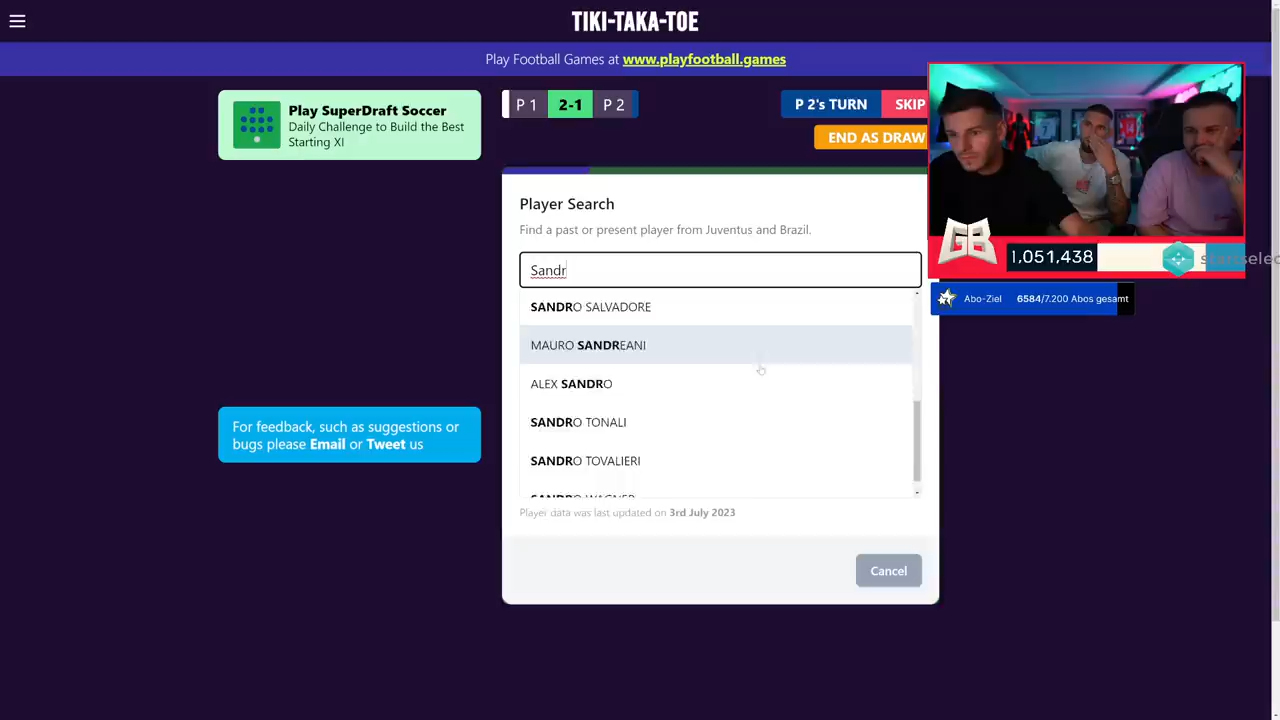 TIKI-TAKA-TOE
Play Football Games at www.playfootball.games
Play SuperDraft Soccer
Daily Challenge to Build the Best
Starting XI
P 1 2-1 P 2
P 2's TURN SKIP
END AS DRAW
Player Search
Find a past or present player from Juventus and Brazil.
Sandr
SANDRO SALVADORE
MAURO SANDREANI
ALEX SANDRO
SANDRO TONALI
SANDRO TOVALIERI
SANDRO WAGNER
Player data was last updated on 3rd July 2023
Cancel
For feedback, such as suggestions or
bugs please Email or Tweet us
GB
1,051,438
startselec
Abo-Ziel 6584/7.200 Abos gesamt